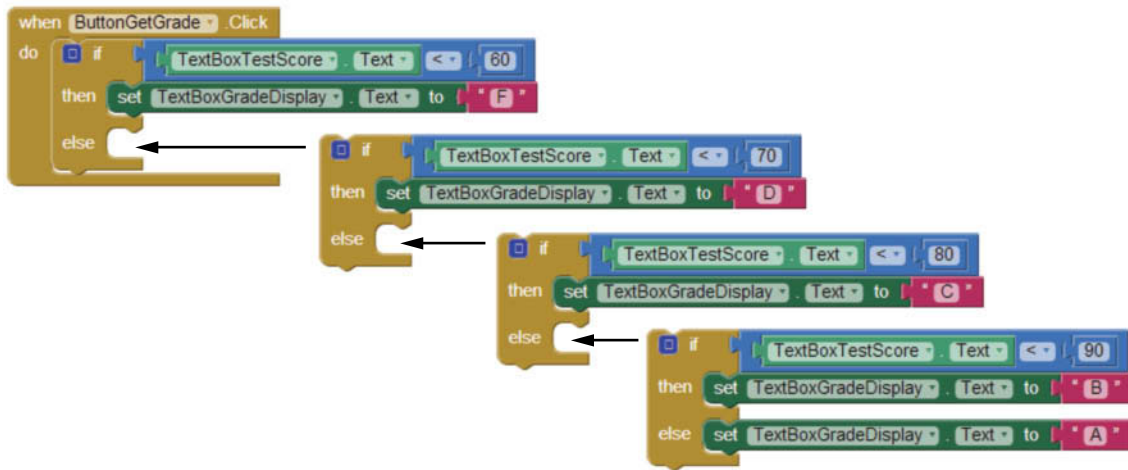 when ButtonGetGrade .Click
do if TextBoxTestScore . Text < 60
then set TextBoxGradeDisplay . Text to " F "
else
if TextBoxTestScore . Text < 70
then set TextBoxGradeDisplay . Text to " D "
else
if TextBoxTestScore . Text < 80
then set TextBoxGradeDisplay . Text to " C "
else
if TextBoxTestScore . Text < 90
then set TextBoxGradeDisplay . Text to " B "
else set TextBoxGradeDisplay . Text to " A "